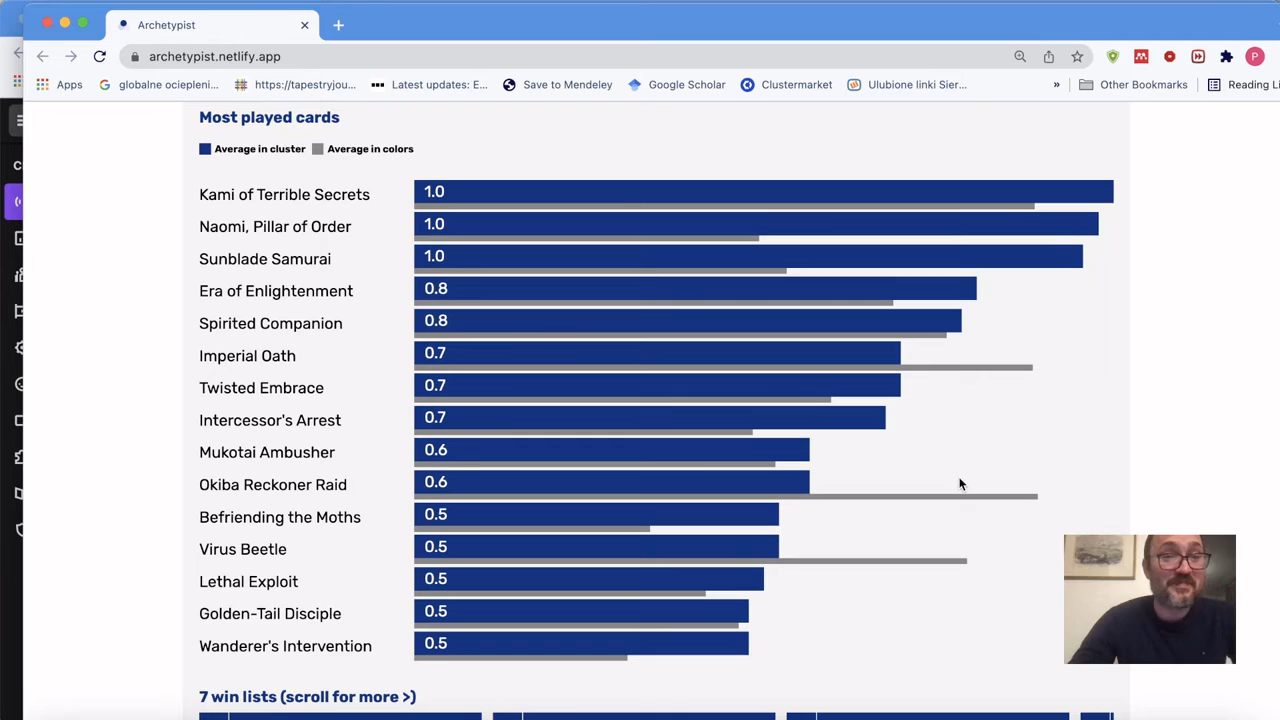 Archetypist
archetypist.netlify.app
P
Apps
globalne ociepleni...
https://tapestryjou...
Latest updates: E...
Save to Mendeley
Google Scholar
Clustermarket
Ulubione linki Sier...
»
Other Bookmarks
Reading Li
Most played cards
Average in cluster
Average in colors
Kami of Terrible Secrets 1.0
Naomi, Pillar of Order 1.0
Sunblade Samurai 1.0
Era of Enlightenment 0.8
Spirited Companion 0.8
Imperial Oath 0.7
Twisted Embrace 0.7
Intercessor's Arrest 0.7
Mukotai Ambusher 0.6
Okiba Reckoner Raid 0.6
Befriending the Moths 0.5
Virus Beetle 0.5
Lethal Exploit 0.5
Golden-Tail Disciple 0.5
Wanderer's Intervention 0.5
7 win lists (scroll for more >)